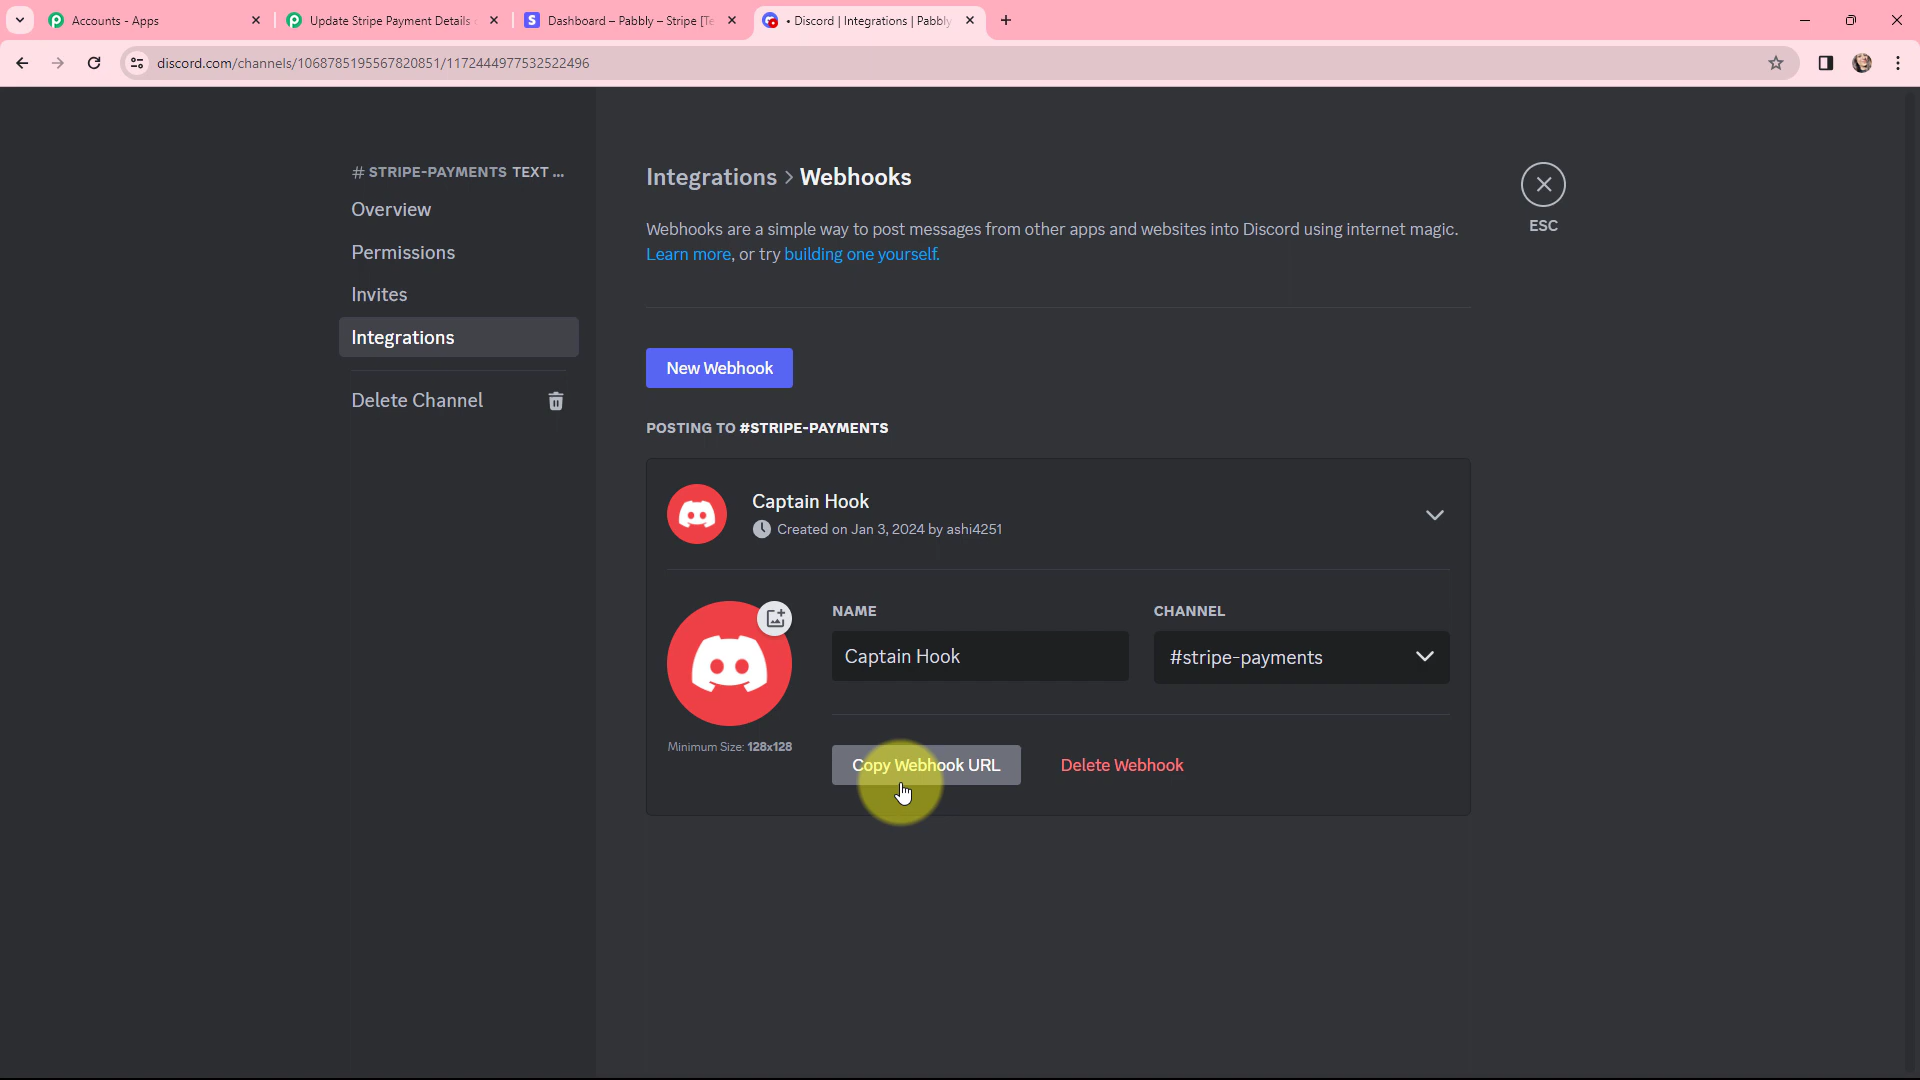 Accounts - Apps
Update Stripe Payment Details
Dashboard – Pabbly – Stripe [Te
• Discord | Integrations | Pabbly
discord.com/channels/1068785195567820851/1172444977532522496
# STRIPE-PAYMENTS TEXT ...
Overview
Permissions
Invites
Integrations
Delete Channel
Integrations > Webhooks
Webhooks are a simple way to post messages from other apps and websites into Discord using internet magic.
Learn more, or try building one yourself.
ESC
New Webhook
POSTING TO #STRIPE-PAYMENTS
Captain Hook
Created on Jan 3, 2024 by ashi4251
NAME
CHANNEL
Captain Hook
#stripe-payments
Minimum Size: 128x128
Copy Webhook URL
Delete Webhook